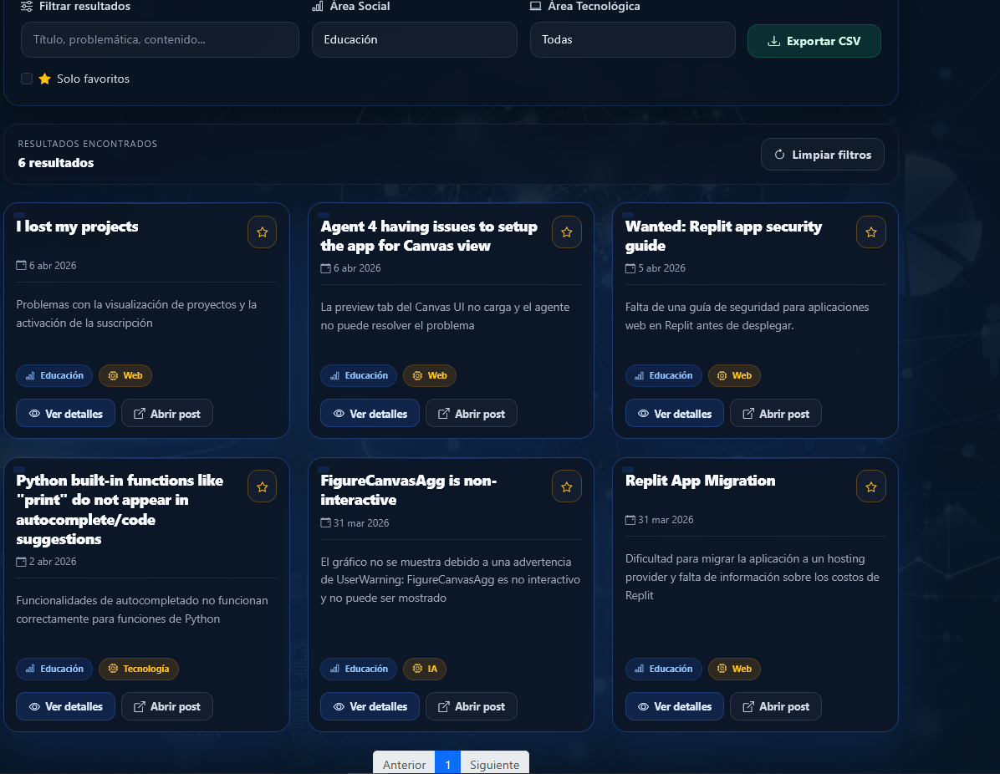 Filtrar resultados
Área Social
Área Tecnológica
Título, problemática, contenido...
Educación
Todas
Exportar CSV
Solo favoritos
RESULTADOS ENCONTRADOS
6 resultados
Limpiar filtros
I lost my projects
6 abr 2026
Problemas con la visualización de proyectos y la
activación de la suscripción
Educación
Web
Ver detalles
Abrir post
Agent 4 having issues to setup
the app for Canvas view
6 abr 2026
La preview tab del Canvas UI no carga y el agente
no puede resolver el problema
Educación
Web
Ver detalles
Abrir post
Wanted: Replit app security
guide
5 abr 2026
Falta de una guía de seguridad para aplicaciones
web en Replit antes de desplegar.
Educación
Web
Ver detalles
Abrir post
Python built-in functions like
"print" do not appear in
autocomplete/code
suggestions
2 abr 2026
Funcionalidades de autocompletado no funcionan
correctamente para funciones de Python
Educación
Tecnología
Ver detalles
Abrir post
FigureCanvasAgg is non-
interactive
31 mar 2026
El gráfico no se muestra debido a una advertencia
de UserWarning: FigureCanvasAgg es no interactivo
y no puede ser mostrado
Educación
IA
Ver detalles
Abrir post
Replit App Migration
31 mar 2026
Dificultad para migrar la aplicación a un hosting
provider y falta de información sobre los costos de
Replit
Educación
Web
Ver detalles
Abrir post
Anterior
1
Siguiente